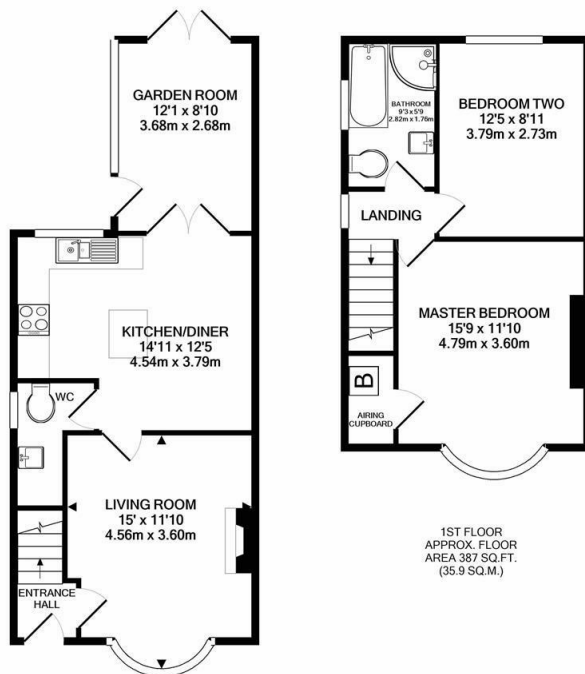 GARDEN ROOM
12'1 x 8'10
3.68m x 2.68m
KITCHEN/DINER
14'11 x 12'5
4.54m x 3.79m
WC
LIVING ROOM
15' x 11'10
4.56m x 3.60m
ENTRANCE
HALL
BATHROOM
9'3 x 5'9
2.82m x 1.76m
BEDROOM TWO
12'5 x 8'11
3.79m x 2.73m
LANDING
MASTER BEDROOM
15'9 x 11'10
4.79m x 3.60m
B
AIRING
CUPBOARD
1ST FLOOR
APPROX. FLOOR
AREA 387 SQ.FT.
(35.9 SQ.M.)